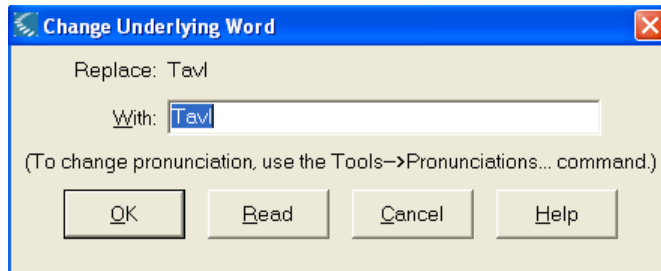 Change Underlying Word
Replace: Tavl
With: Tavl
(To change pronunciation, use the Tools-->Pronunciations... command.)
OK Read Cancel Help